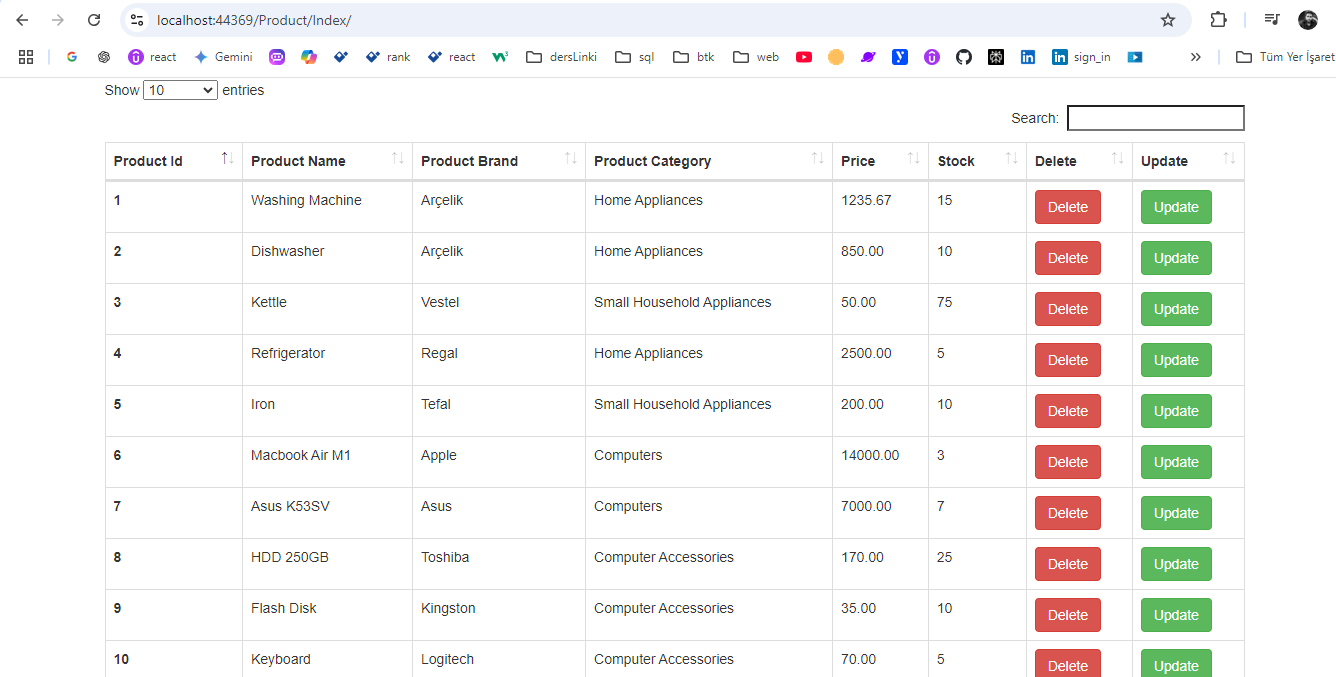 localhost:44369/Product/Index/
react Gemini rank react dersLinki sql btk web sign_in Tüm Yer İşaret
Show 10 entries
Search:
Product Id Product Name Product Brand Product Category Price Stock Delete Update
1 Washing Machine Arçelik Home Appliances 1235.67 15 Delete Update
2 Dishwasher Arçelik Home Appliances 850.00 10 Delete Update
3 Kettle Vestel Small Household Appliances 50.00 75 Delete Update
4 Refrigerator Regal Home Appliances 2500.00 5 Delete Update
5 Iron Tefal Small Household Appliances 200.00 10 Delete Update
6 Macbook Air M1 Apple Computers 14000.00 3 Delete Update
7 Asus K53SV Asus Computers 7000.00 7 Delete Update
8 HDD 250GB Toshiba Computer Accessories 170.00 25 Delete Update
9 Flash Disk Kingston Computer Accessories 35.00 10 Delete Update
10 Keyboard Logitech Computer Accessories 70.00 5 Delete Update